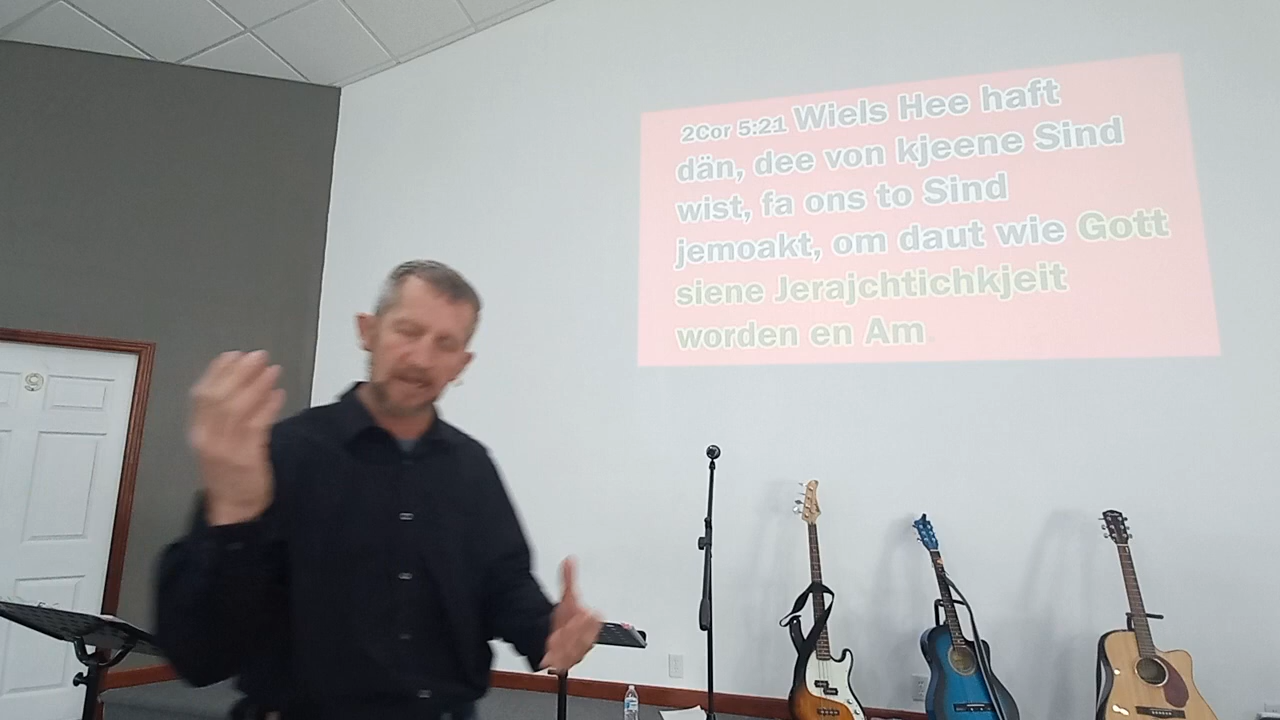 2Cor 5:21 Wiels Hee haft
dän, dee von kjeene Sind
wist, fa ons to Sind
jemoakt, om daut wie Gott
siene Jerajchtichkjeit
worden en Am